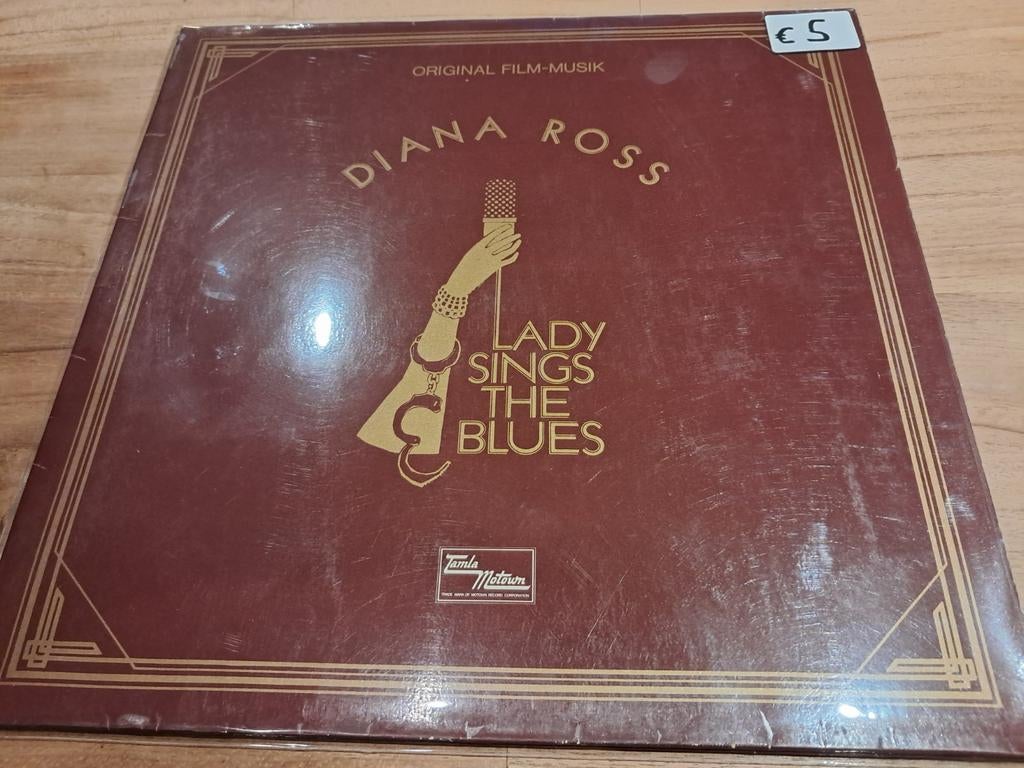 € 5
ORIGINAL FILM-MUSIK
DIANA ROSS
LADY
SINGS
THE
BLUES
Tamla
Motown
TRADE MARK OF MOTOWN RECORD CORPORATION